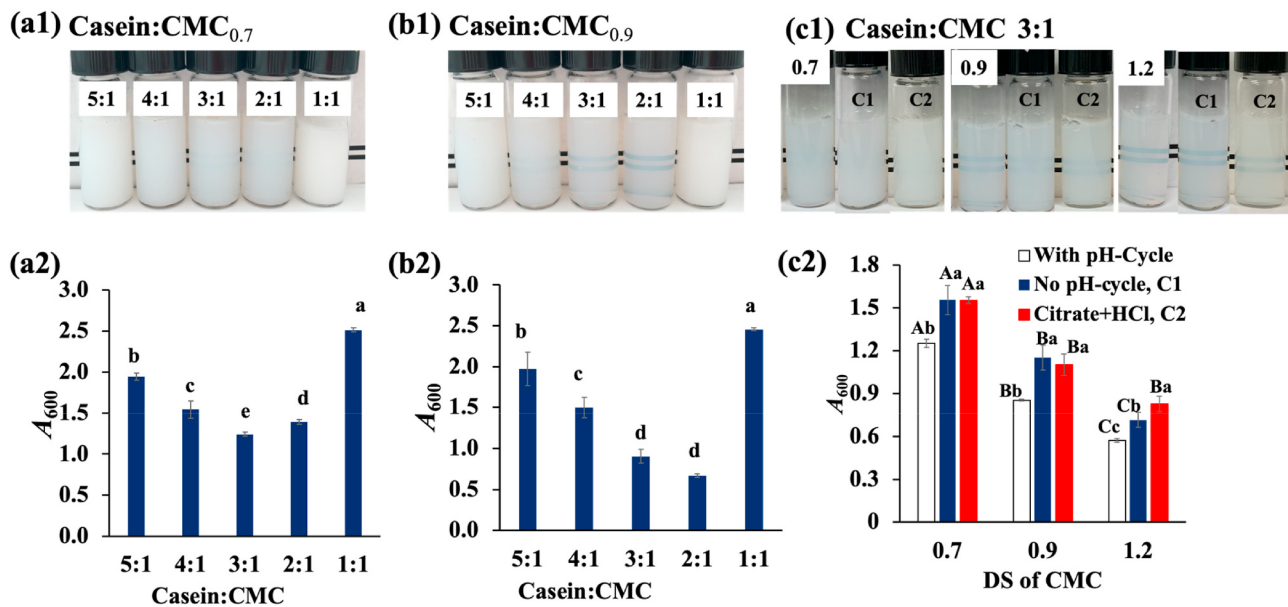 (a1) Casein:CMC0.7
5:1 4:1 3:1 2:1 1:1
(b1) Casein:CMC0.9
5:1 4:1 3:1 2:1 1:1
(c1) Casein:CMC 3:1
0.7 C1 C2 0.9 C1 C2 1.2 C1 C2
(a2)
3.0
2.5
2.0
1.5
1.0
0.5
0.0
A600
b c e d a
5:1 4:1 3:1 2:1 1:1
Casein:CMC
(b2)
3.0
2.5
2.0
1.5
1.0
0.5
0.0
A600
b c d d a
5:1 4:1 3:1 2:1 1:1
Casein:CMC
(c2)
With pH-Cycle
No pH-cycle, C1
Citrate+HCl, C2
1.8
1.5
1.2
0.9
0.6
0.3
0
A600
Ab Aa Aa Bb Ba Ba Cc Cb Ba
0.7 0.9 1.2
DS of CMC